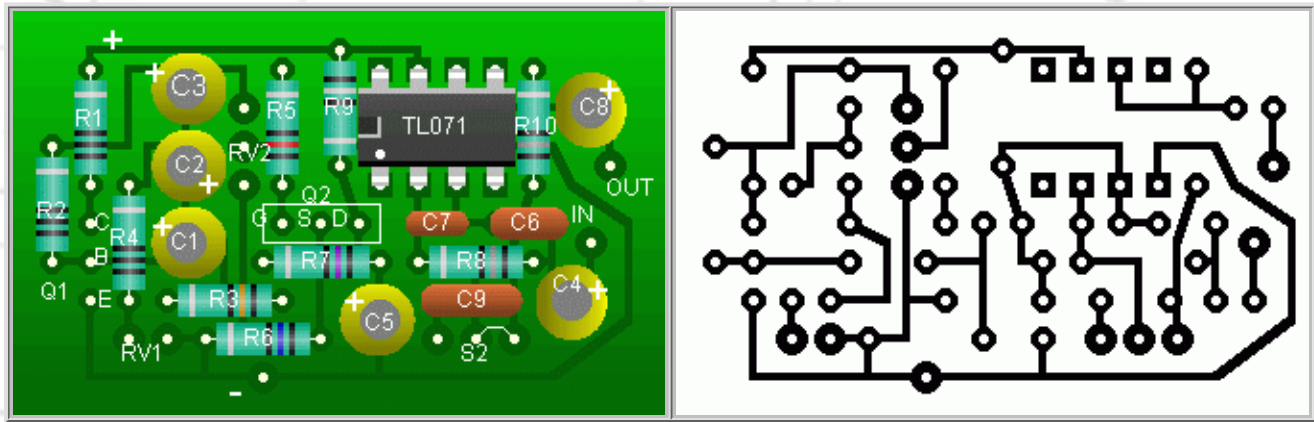 +
+
C3
+
C8
R1
R5
R9
TL071
R10
RV2
C2
+
OUT
R2
Q2
R4
C
G
S
D
C7
C6
IN
+
C1
B
R7
R8
Q1
C4
+
E
R3
+
C9
C5
RV1
R6
S2
-